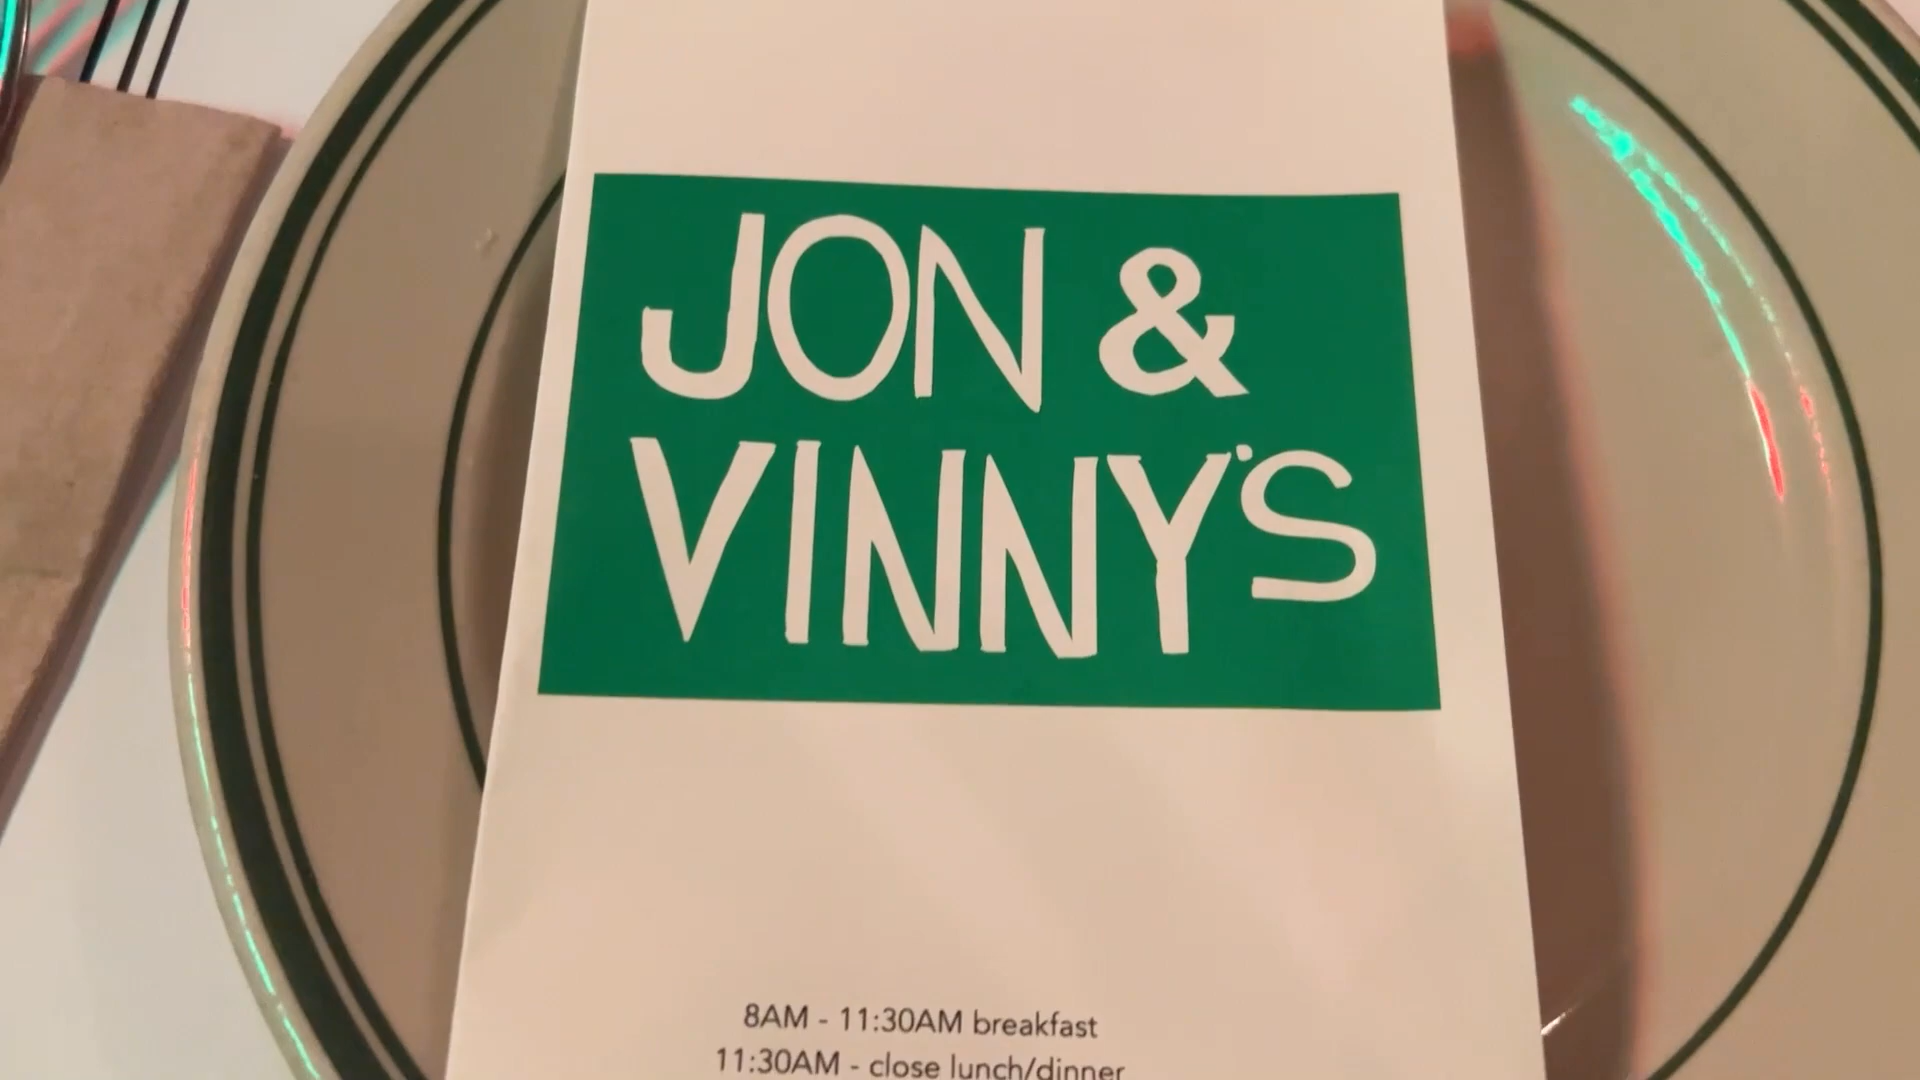 JON &
VINNY'S
8AM - 11:30AM breakfast
11:30AM - close lunch/dinner